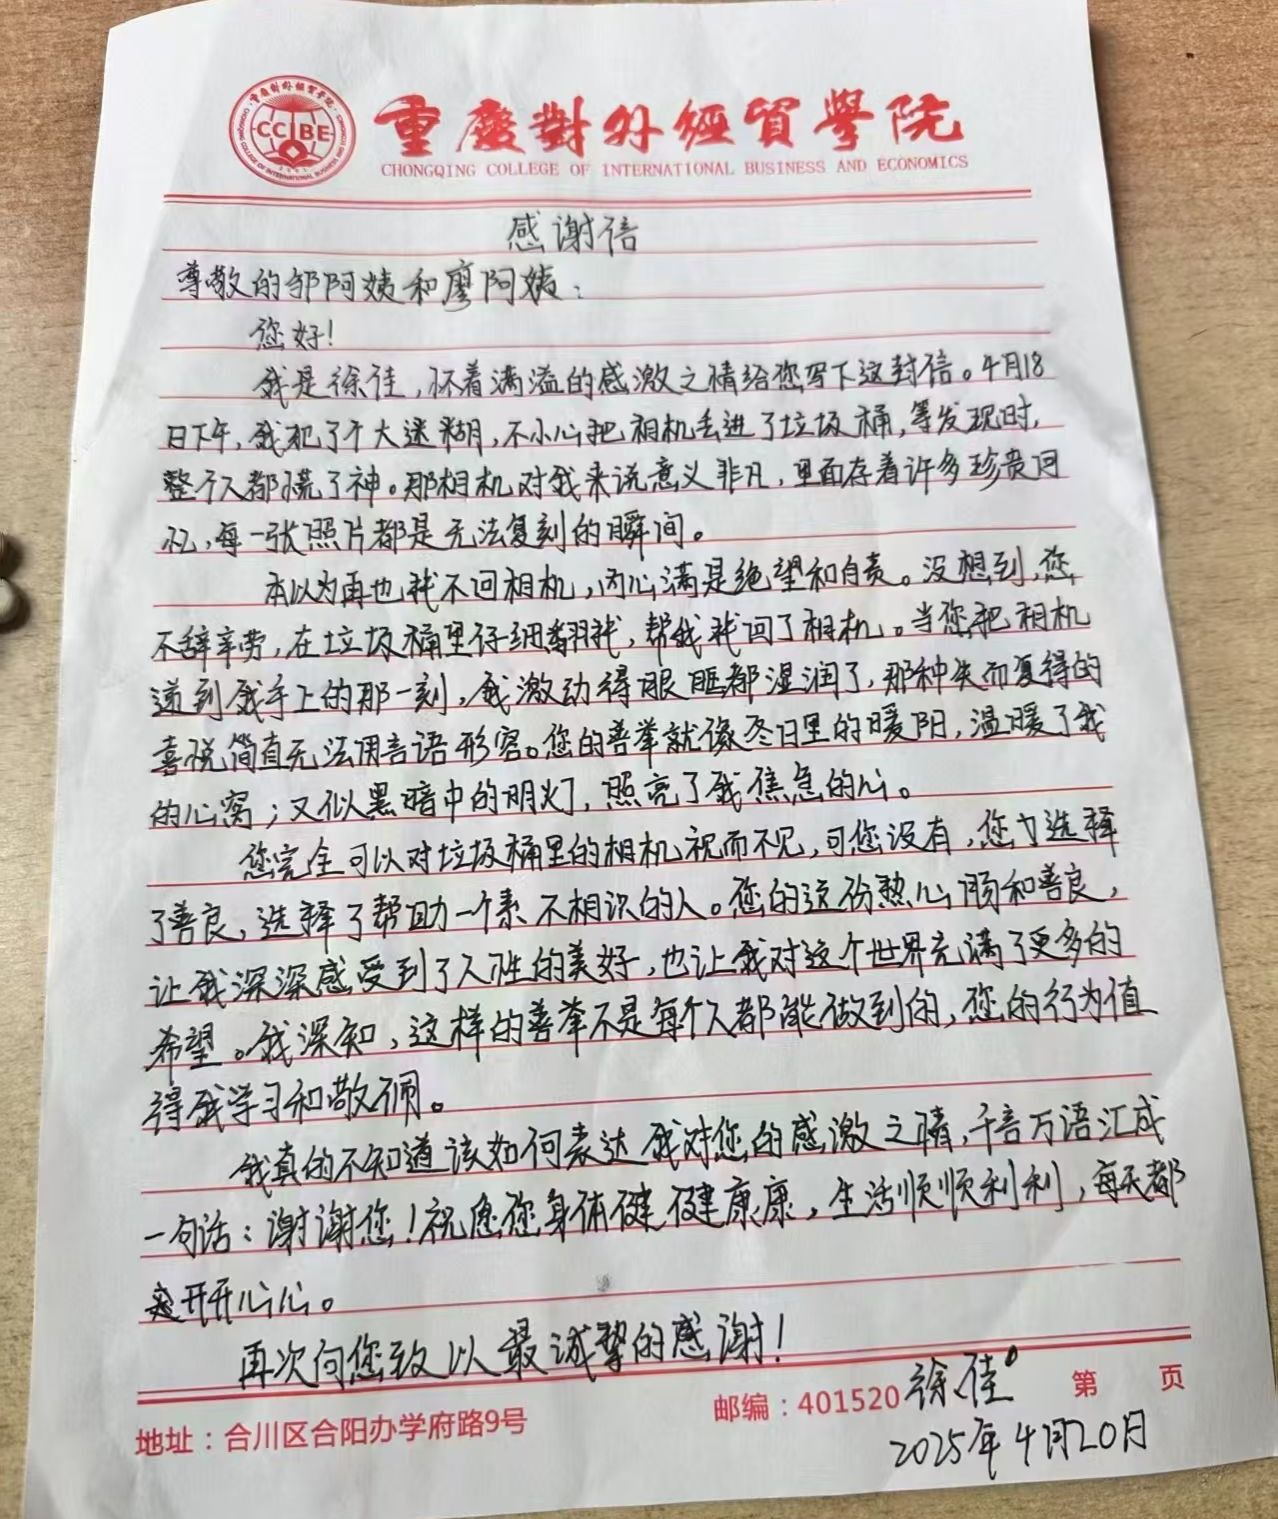 重慶對外經貿學院
CHONGQING COLLEGE OF INTERNATIONAL BUSINESS AND ECONOMICS
CCIBE
感谢信
尊敬的邹阿姨和廖阿姨：
您好！
我是徐佳，怀着满溢的感激之情给您写下这封信。4月18
日下午，我犯了个大迷糊，不小心把相机丢进了垃圾桶，等发现时，
整个人都慌了神。那相机对我来说意义非凡，里面存着许多珍贵回
忆，每一张照片都是无法复刻的瞬间。
本以为再也找不回相机，内心满是绝望和自责。没想到，您
不辞辛劳，在垃圾桶里仔细翻找，帮我找回了相机。当您把相机
递到我手上的那一刻，我激动得眼眶都湿润了，那种失而复得的
喜悦简直无法用言语形容。您的善举就像冬日里的暖阳，温暖了我
的心窝；又似黑暗中的明灯，照亮了我焦急的心。
您完全可以对垃圾桶里的相机视而不见，可您没有，您选择
了善良，选择了帮助一个素不相识的人。您的这份热心肠和善良，
让我深深感受到了人性的美好，也让我对这个世界充满了更多的
希望。我深知，这样的善举不是每个人都能做到的，您的行为值
得我学习和敬佩。
我真的不知道该如何表达我对您的感激之情，千言万语汇成
一句话：谢谢您！祝愿您身体健健康康，生活顺顺利利，每天都
开开心心。
再次向您致以最诚挚的感谢！
徐佳
2025年4月20日
地址：合川区合阳办学府路9号 邮编：401520 第 页